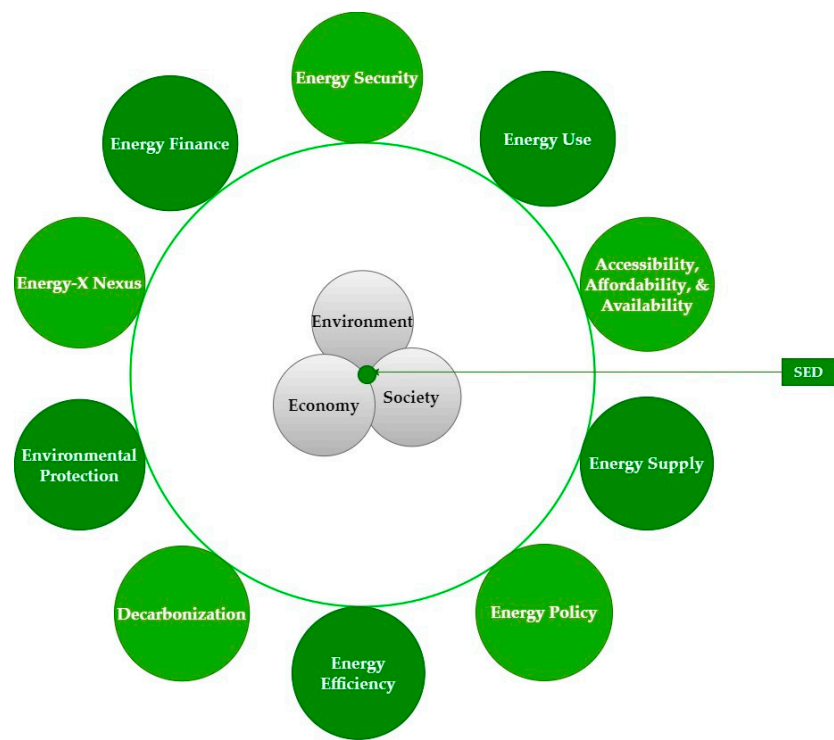 Energy Security
Energy Use
Energy Finance
Accessibility,
Affordability, &
Availability
Energy-X Nexus
Environment
SED
Society
Economy
Environmental
Protection
Energy Supply
Decarbonization
Energy Policy
Energy
Efficiency